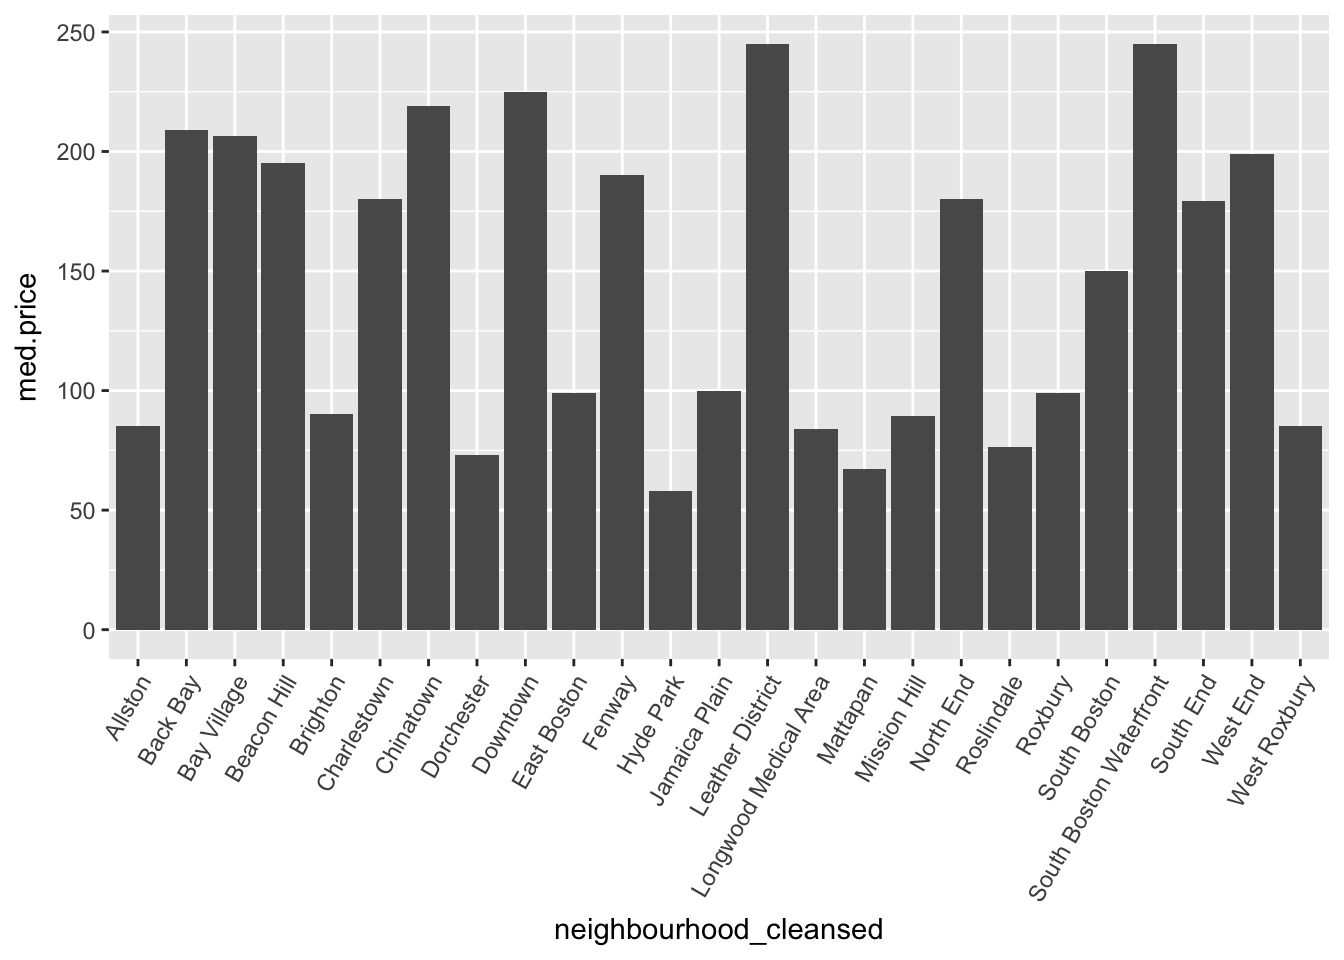 250
200
150
100
50
0
med.price
Allston
Back Bay
Bay Village
Beacon Hill
Brighton
Charlestown
Chinatown
Dorchester
Downtown
East Boston
Fenway
Hyde Park
Jamaica Plain
Leather District
Longwood Medical Area
Mattapan
Mission Hill
North End
Roslindale
Roxbury
South Boston
South Boston Waterfront
South End
West End
West Roxbury
neighbourhood_cleansed